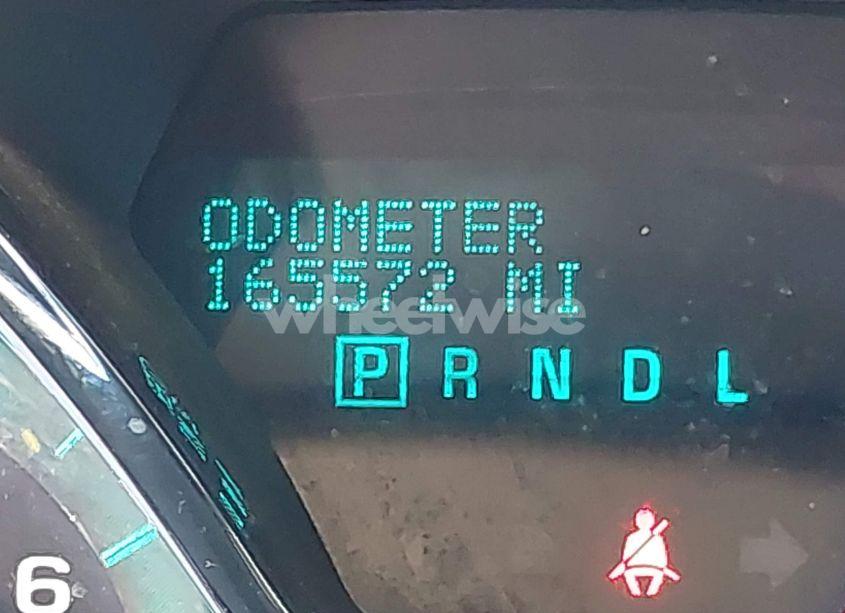 ODOMETER
165572 MI
wheelwise
P R N D L
6